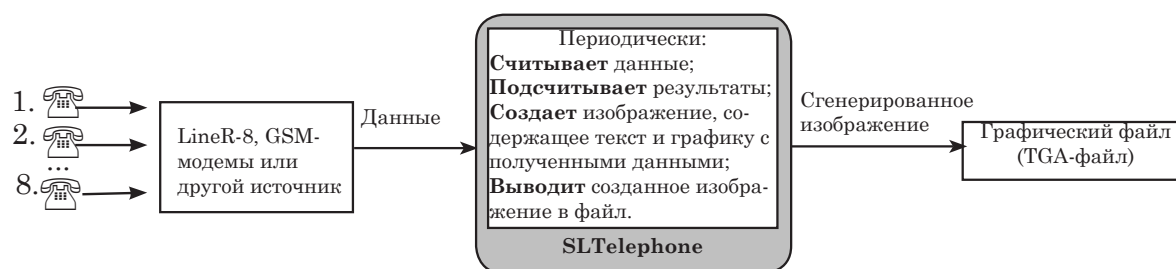 1.
2.
...
8.
LineR-8, GSM-
модемы или
другой источник
Данные
Периодически:
Считывает данные;
Подсчитывает результаты;
Создает изображение, со-
держащее текст и графику с
полученными данными;
Выводит созданное изобра-
жение в файл.
SLTelephone
Сгенерированное
изображение
Графический файл
(TGA-файл)